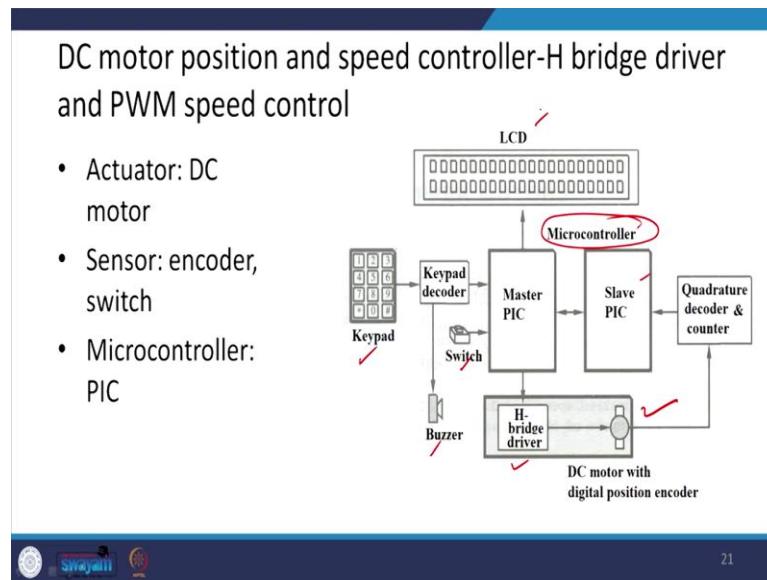 DC motor position and speed controller-H bridge driver
and PWM speed control
• Actuator: DC
motor
• Sensor: encoder,
switch
• Microcontroller:
PIC
LCD
Microcontroller
1 2 3
4 5 6
7 8 9
* 0 #
Keypad
Keypad
decoder
Switch
Buzzer
Master
PIC
Slave
PIC
Quadrature
decoder &
counter
H-
bridge
driver
DC motor with
digital position encoder
swayam
21